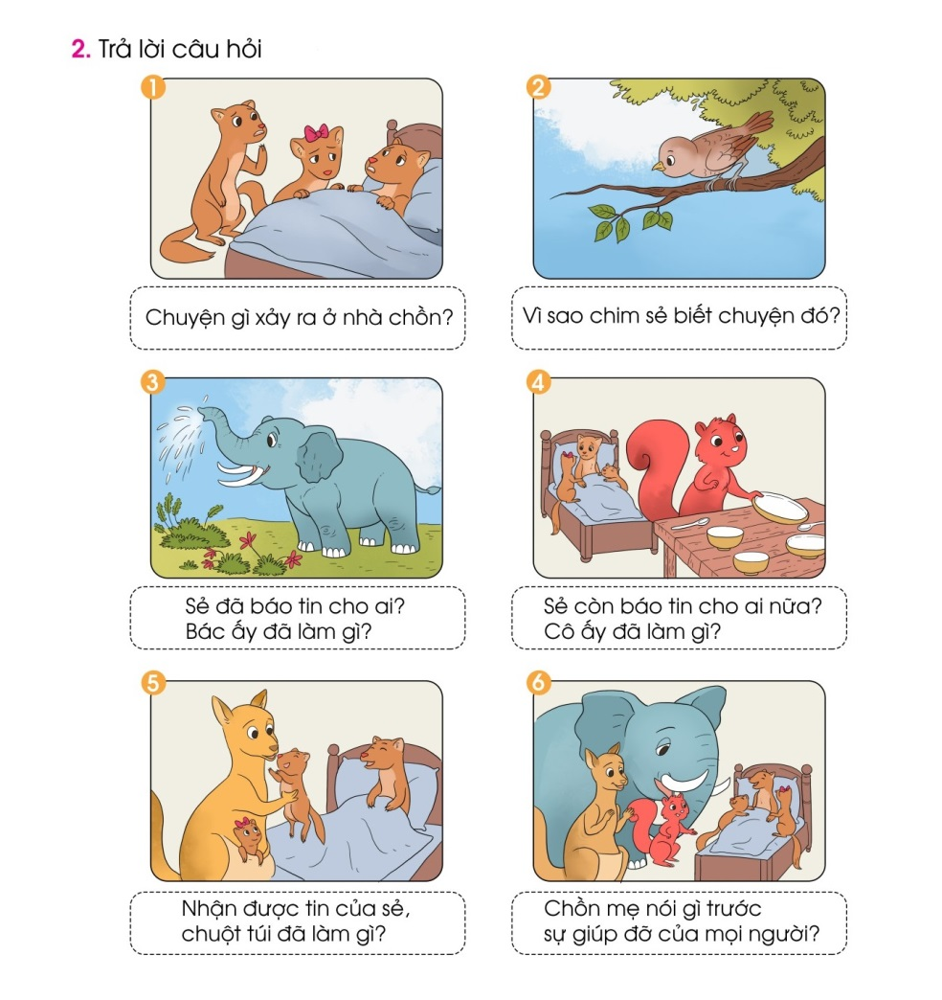 2. Trả lời câu hỏi
1
2
Chuyện gì xảy ra ở nhà chồn?
Vì sao chim sẻ biết chuyện đó?
3
4
Sẻ đã báo tin cho ai?
Bác ấy đã làm gì?
Sẻ còn báo tin cho ai nữa?
Cô ấy đã làm gì?
5
6
Nhận được tin của sẻ,
chuột túi đã làm gì?
Chồn mẹ nói gì trước
sự giúp đỡ của mọi người?